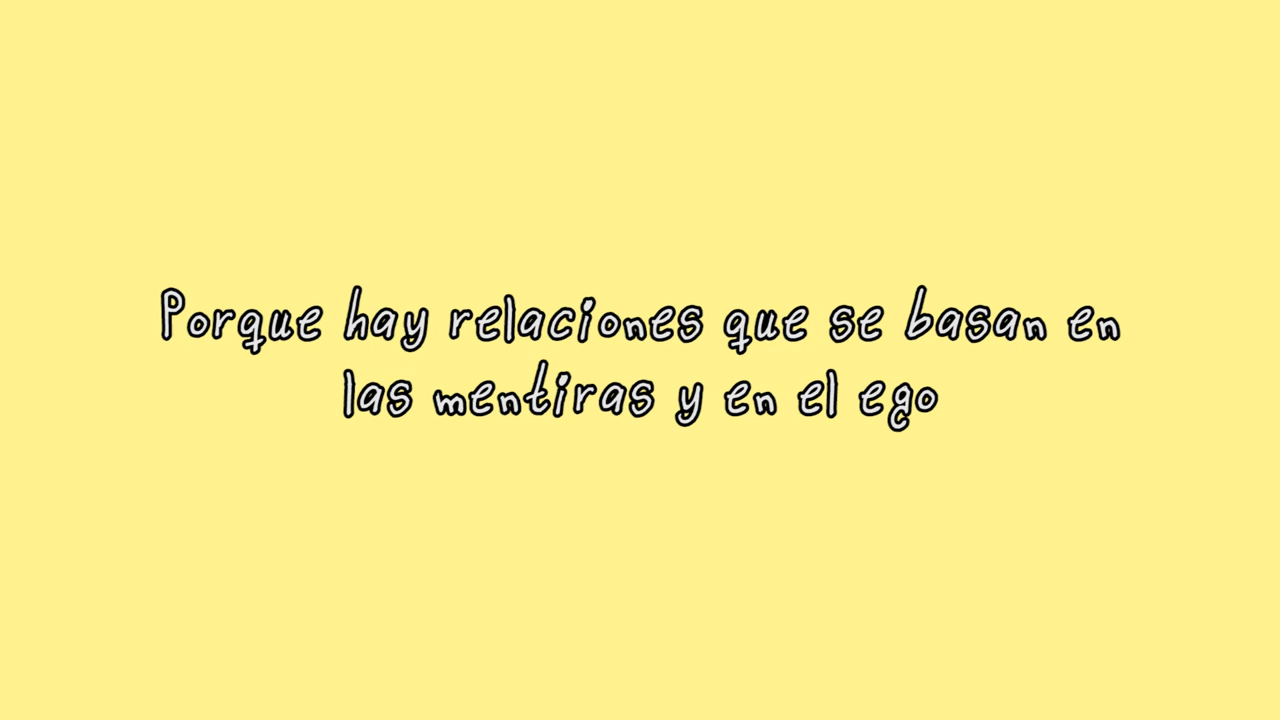 Porque hay relaciones que se basan en
las mentiras y en el ego